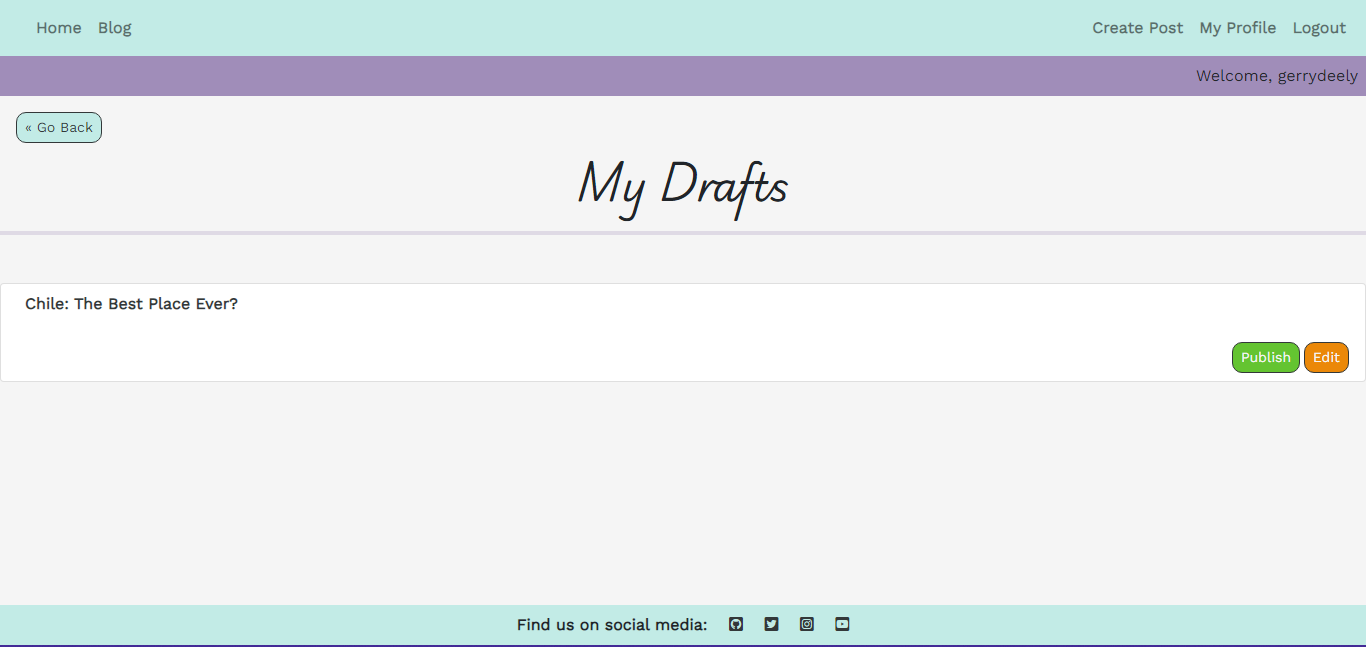 Home Blog Create Post My Profile Logout
Welcome, gerrydeely
« Go Back
My Drafts
Chile: The Best Place Ever?
Publish Edit
Find us on social media: